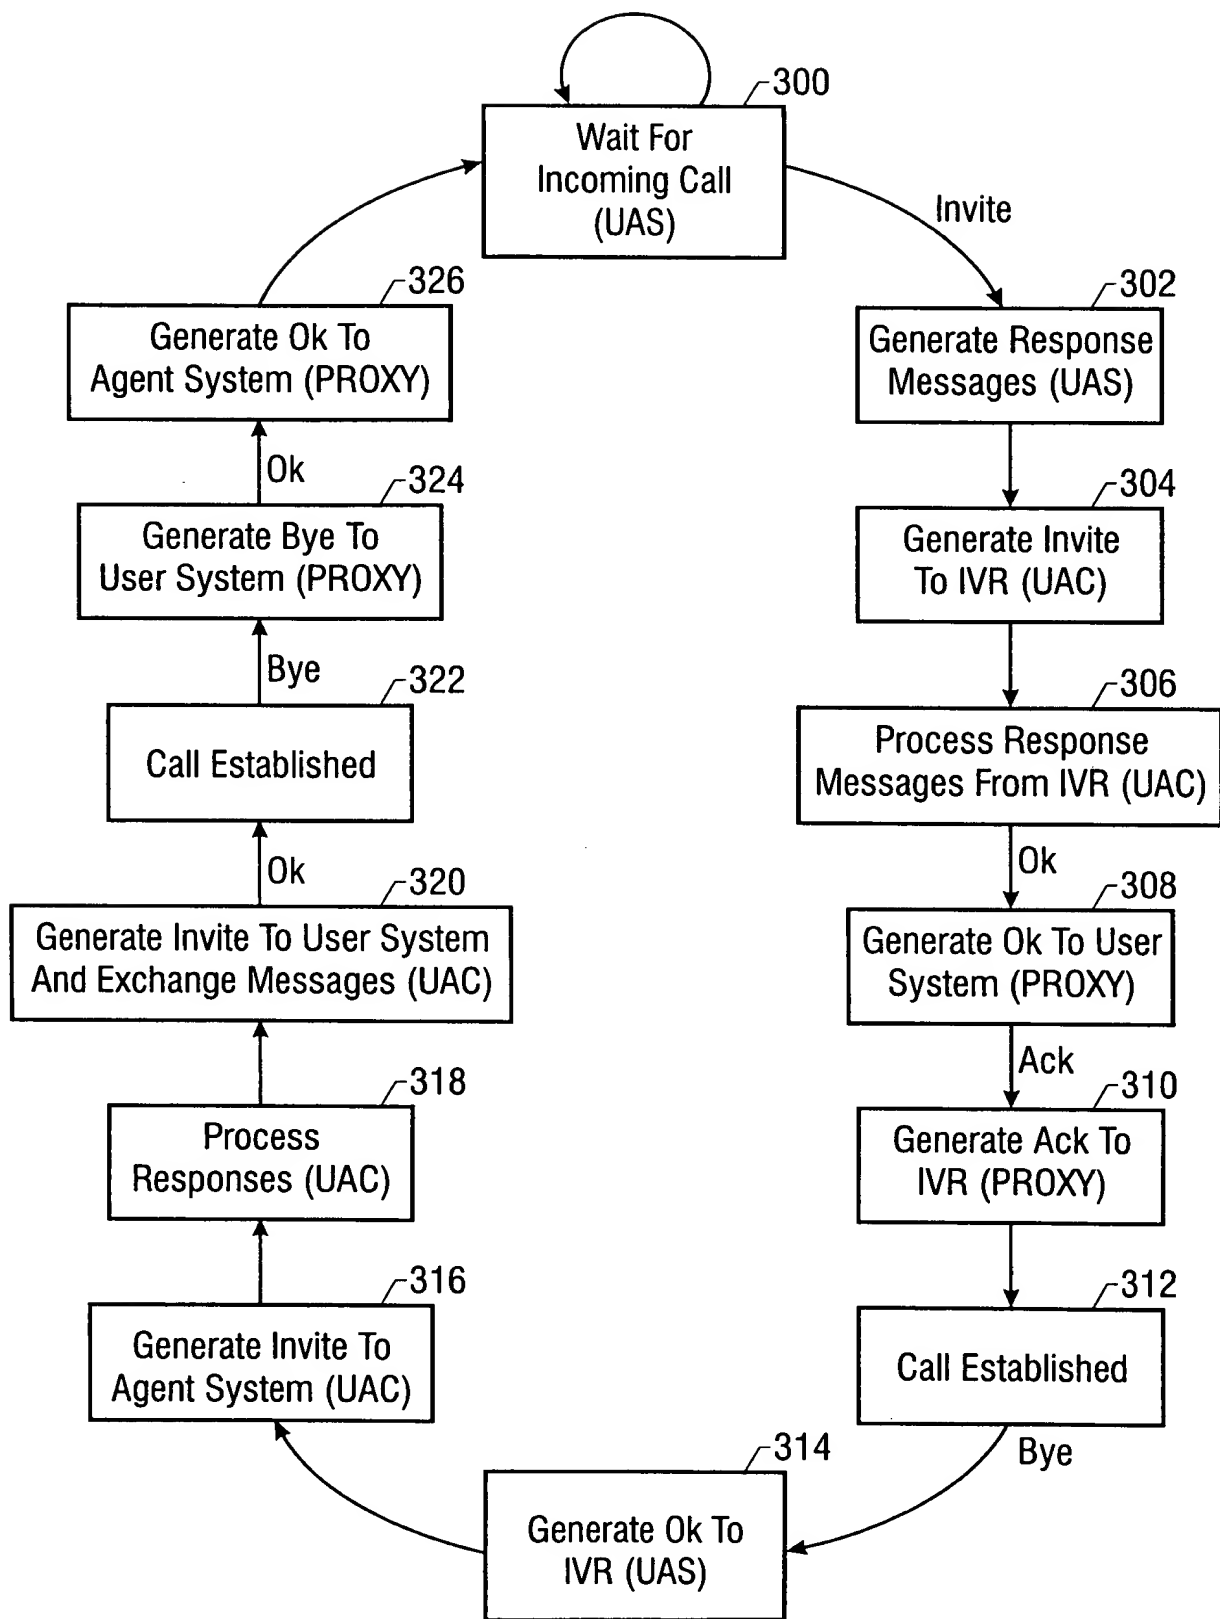 300
Wait For
Incoming Call
(UAS)
Invite
302
Generate Response
Messages (UAS)
304
Generate Invite
To IVR (UAC)
306
Process Response
Messages From IVR (UAC)
Ok
308
Generate Ok To User
System (PROXY)
Ack
310
Generate Ack To
IVR (PROXY)
312
Call Established
Bye
314
Generate Ok To
IVR (UAS)
316
Generate Invite To
Agent System (UAC)
318
Process
Responses (UAC)
320
Generate Invite To User System
And Exchange Messages (UAC)
Ok
322
Call Established
Bye
324
Generate Bye To
User System (PROXY)
Ok
326
Generate Ok To
Agent System (PROXY)